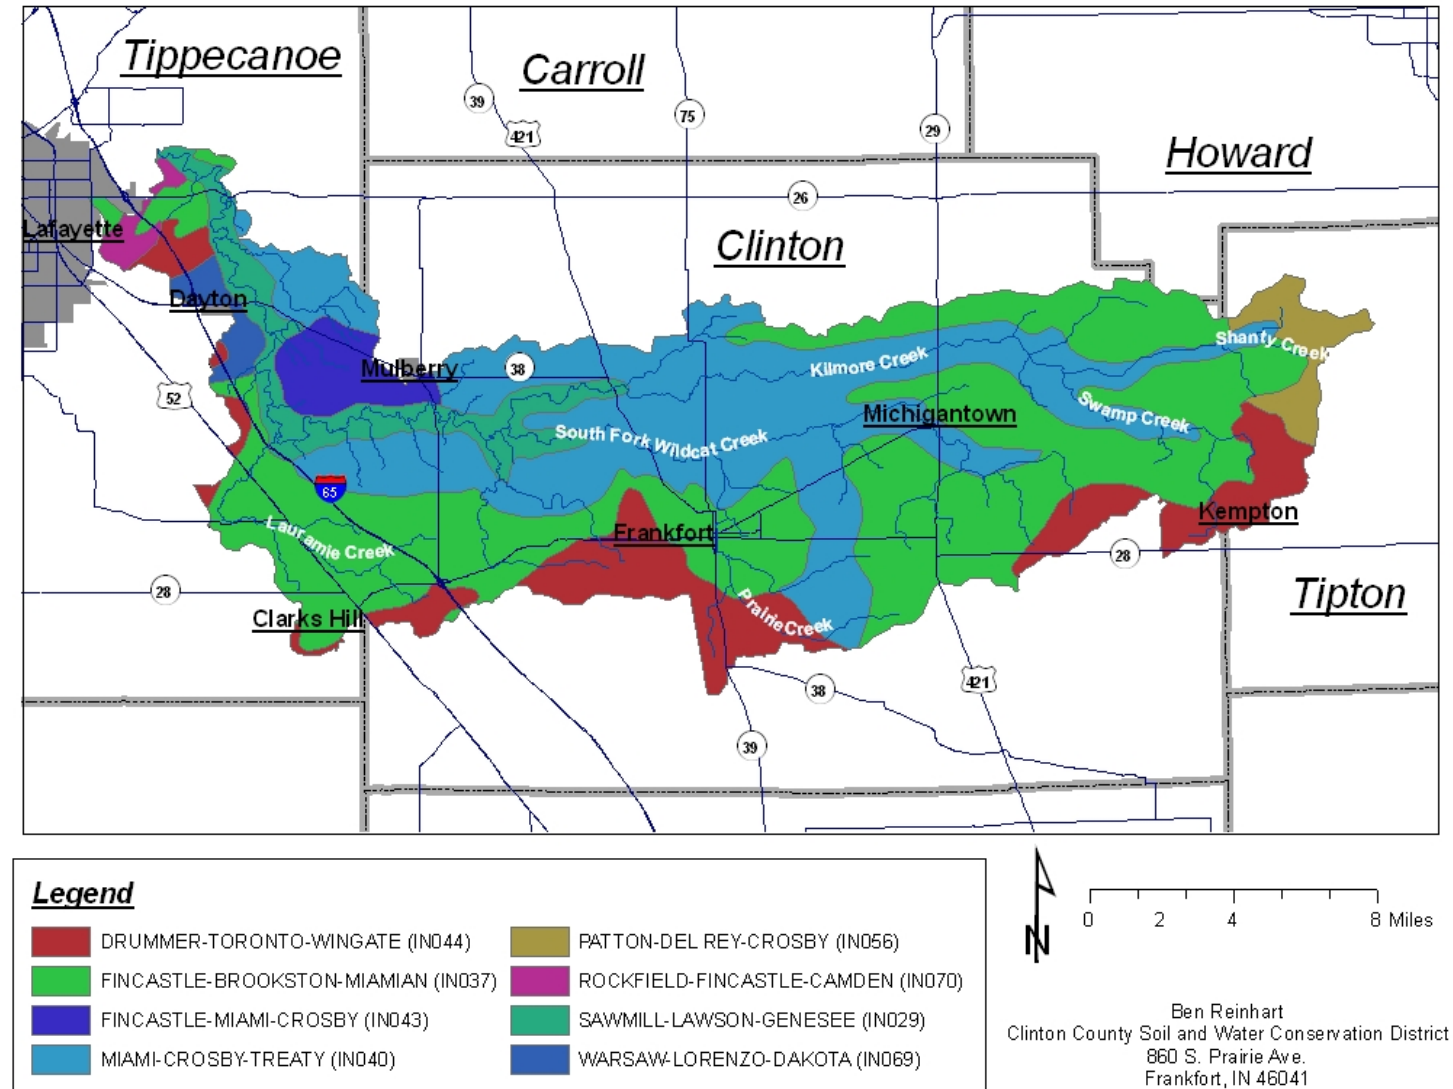 Tippecanoe
Carroll
39
75
421
29
Howard
26
Lafayette
Clinton
Dayton
Shanty Creek
Kilmore Creek
Mulberry
38
52
Swamp Creek
Michigantown
South Fork Wildcat Creek
65
Kempton
Lauramie Creek
Frankfort
28
28
Tipton
Prairie Creek
Clarks Hill
421
38
39
Legend
DRUMMER-TORONTO-WINGATE (IN044)
FINCASTLE-BROOKSTON-MIAMIAN (IN037)
FINCASTLE-MIAMI-CROSBY (IN043)
MIAMI-CROSBY-TREATY (IN040)
PATTON-DEL REY-CROSBY (IN056)
ROCKFIELD-FINCASTLE-CAMDEN (IN070)
SAWMILL-LAWSON-GENESEE (IN029)
WARSAW-LORENZO-DAKOTA (IN069)
N
0 2 4 8 Miles
Ben Reinhart
Clinton County Soil and Water Conservation District
860 S. Prairie Ave.
Frankfort, IN 46041